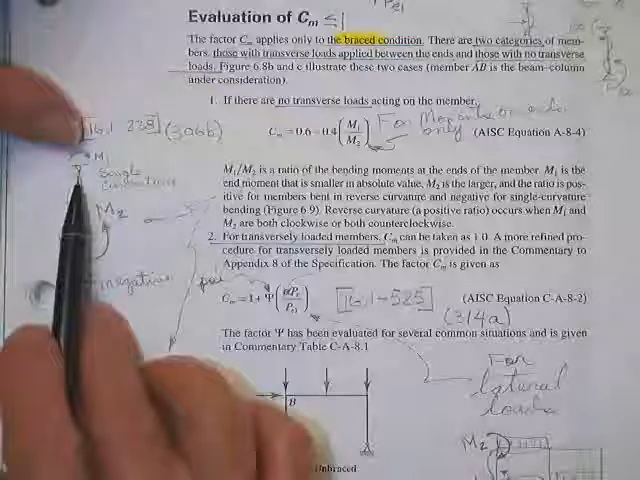 Evaluation of Cm ≤ 1
The factor Cm applies only to the braced condition. There are two categories of mem-
bers: those with transverse loads applied between the ends and those with no transverse
loads. Figure 6.8b and c illustrate these two cases (member AB is the beam–column
under consideration).
1. If there are no transverse loads acting on the member,
[16.1 238] (306b)
For Moments on ends
only
Cm = 0.6 − 0.4 (M1/M2)
(AISC Equation A-8-4)
M1
Single
M2
M1/M2 is a ratio of the bending moments at the ends of the member. M1 is the
end moment that is smaller in absolute value, M2 is the larger, and the ratio is pos-
itive for members bent in reverse curvature and negative for single-curvature
bending (Figure 6.9). Reverse curvature (a positive ratio) occurs when M1 and
M2 are both clockwise or both counterclockwise.
2. For transversely loaded members, Cm can be taken as 1.0. A more refined pro-
cedure for transversely loaded members is provided in the Commentary to
Appendix 8 of the Specification. The factor Cm is given as
negative
Cm = 1 + Ψ
[16.1-525]
(AISC Equation C-A-8-2)
(314a)
The factor Ψ has been evaluated for several common situations and is given
in Commentary Table C-A-8.1
For
lateral
loads
B
M2
Unbraced